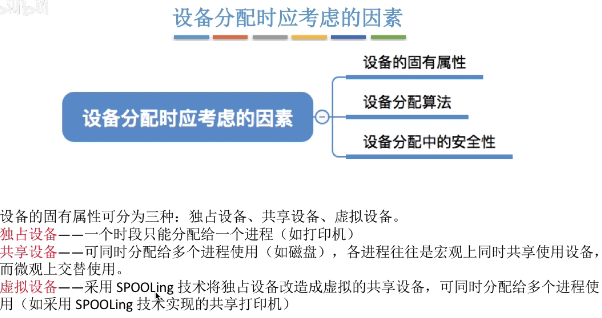 设备分配时应考虑的因素
设备分配时应考虑的因素
设备的固有属性
设备分配算法
设备分配中的安全性
设备的固有属性可分为三种：独占设备、共享设备、虚拟设备。
独占设备——一个时段只能分配给一个进程（如打印机）
共享设备——可同时分配给多个进程使用（如磁盘），各进程往往是宏观上同时共享使用设备，
而微观上交替使用。
虚拟设备——采用 SPOOLing 技术将独占设备改造成虚拟的共享设备，可同时分配给多个进程使
用（如采用 SPOOLing 技术实现的共享打印机）